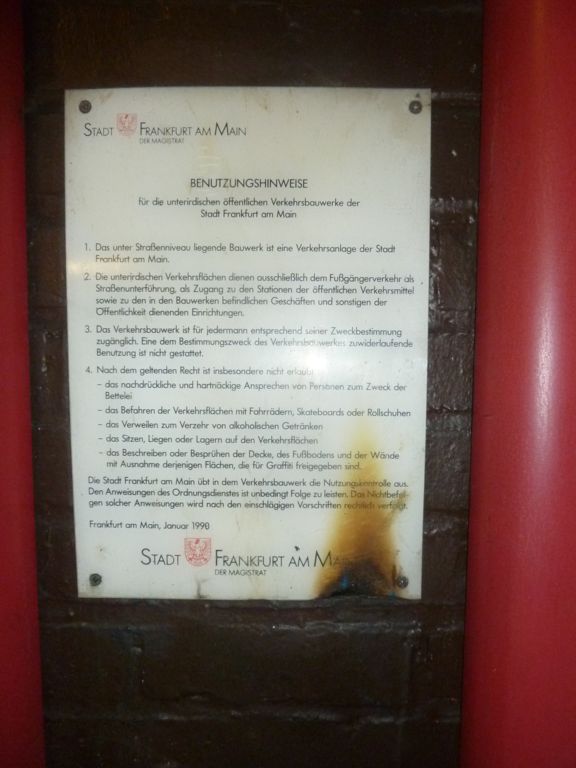 STADT FRANKFURT AM MAIN
DER MAGISTRAT
BENUTZUNGSHINWEISE
für die unterirdischen öffentlichen Verkehrsbauwerke der
Stadt Frankfurt am Main
1. Das unter Straßenniveau liegende Bauwerk ist eine Verkehrsanlage der Stadt
Frankfurt am Main.
2. Die unterirdischen Verkehrsflächen dienen ausschließlich dem Fußgängerverkehr als
Straßenunterführung, als Zugang zu den Stationen der öffentlichen Verkehrsmittel
sowie zu den in den Bauwerken befindlichen Geschäften und sonstigen der
Öffentlichkeit dienenden Einrichtungen.
3. Das Verkehrsbauwerk ist für jedermann entsprechend seiner Zweckbestimmung
zugänglich. Eine dem Bestimmungszweck des Verkehrsbauwerkes zuwiderlaufende
Benutzung ist nicht gestattet.
4. Nach dem geltenden Recht ist insbesondere nicht erlaubt
– das nachdrückliche und hartnäckige Ansprechen von Personen zum Zweck der
Bettelei
– das Befahren der Verkehrsflächen mit Fahrrädern, Skateboards oder Rollschuhen
– das Verweilen zum Verzehr von alkoholischen Getränken
– das Sitzen, Liegen oder Lagern auf den Verkehrsflächen
– das Beschreiben oder Besprühen der Decke, des Fußbodens und der Wände
mit Ausnahme derjenigen Flächen, die für Graffiti freigegeben sind.
Die Stadt Frankfurt am Main übt in dem Verkehrsbauwerk die Nutzungskontrolle aus.
Den Anweisungen des Ordnungsdienstes ist unbedingt Folge zu leisten. Das Nichtbefol-
gen solcher Anweisungen wird nach den einschlägigen Vorschriften rechtlich verfolgt.
Frankfurt am Main, Januar 1990
STADT FRANKFURT AM MAIN
DER MAGISTRAT